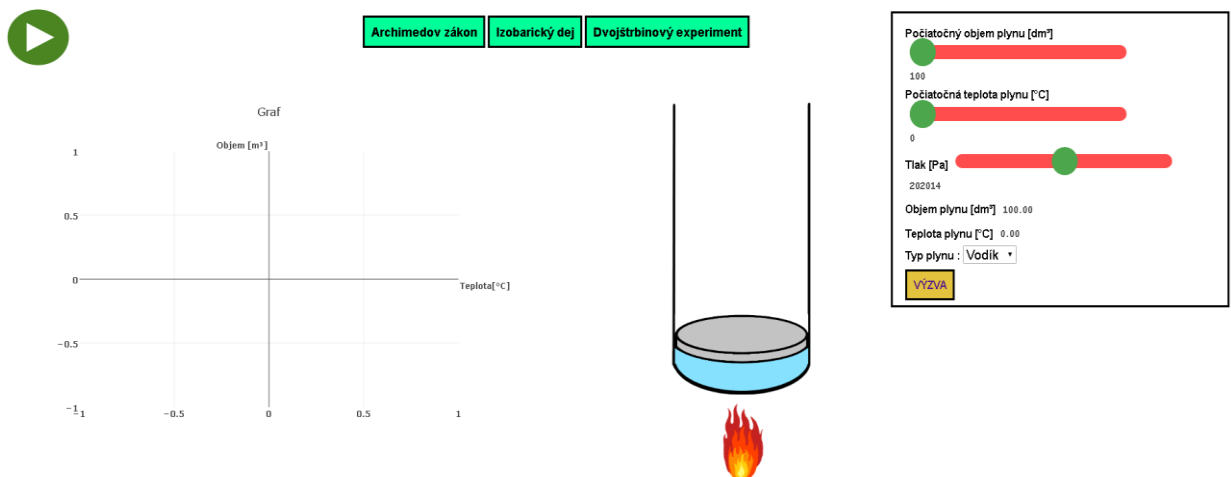 Archimedov zákon Izobarický dej Dvojštrbinový experiment
Graf
Objem [m³]
1
0.5
0
−0.5
−1
−1 −0.5 0 0.5 1
Teplota[°C]
Počiatočný objem plynu [dm³]
100
Počiatočná teplota plynu [°C]
0
Tlak [Pa]
202014
Objem plynu [dm³] 100.00
Teplota plynu [°C] 0.00
Typ plynu : Vodík
VÝZVA